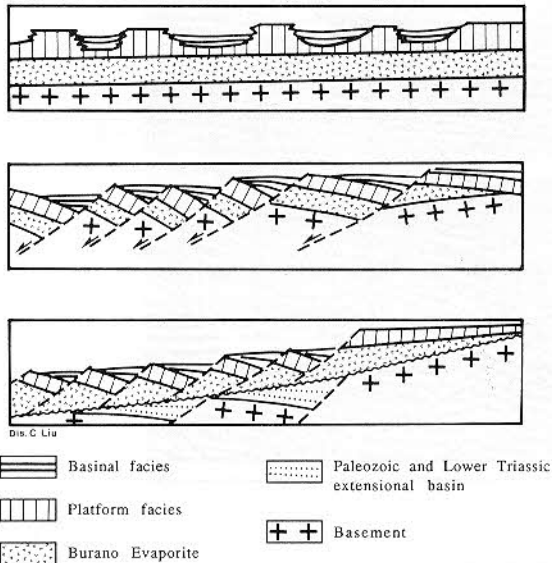 Dis. C Liu
Basinal facies
Platform facies
Burano Evaporite
Paleozoic and Lower Triassic
extensional basin
Basement